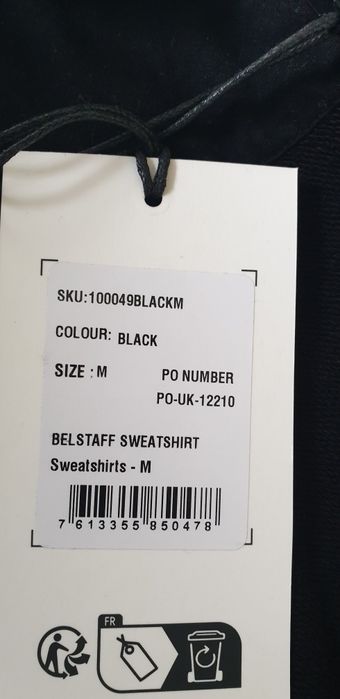 SKU:100049BLACKM
COLOUR: BLACK
SIZE : M
PO NUMBER
PO-UK-12210
BELSTAFF SWEATSHIRT
Sweatshirts - M
7 613355 850478
FR